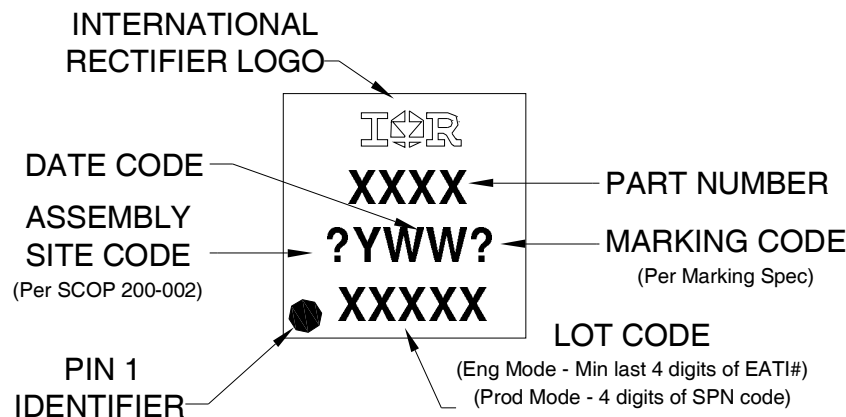 INTERNATIONAL
RECTIFIER LOGO
IOR
DATE CODE
XXXX
PART NUMBER
ASSEMBLY
SITE CODE
(Per SCOP 200-002)
?YWW?
MARKING CODE
(Per Marking Spec)
XXXXX
LOT CODE
(Eng Mode - Min last 4 digits of EATI#)
(Prod Mode - 4 digits of SPN code)
PIN 1
IDENTIFIER